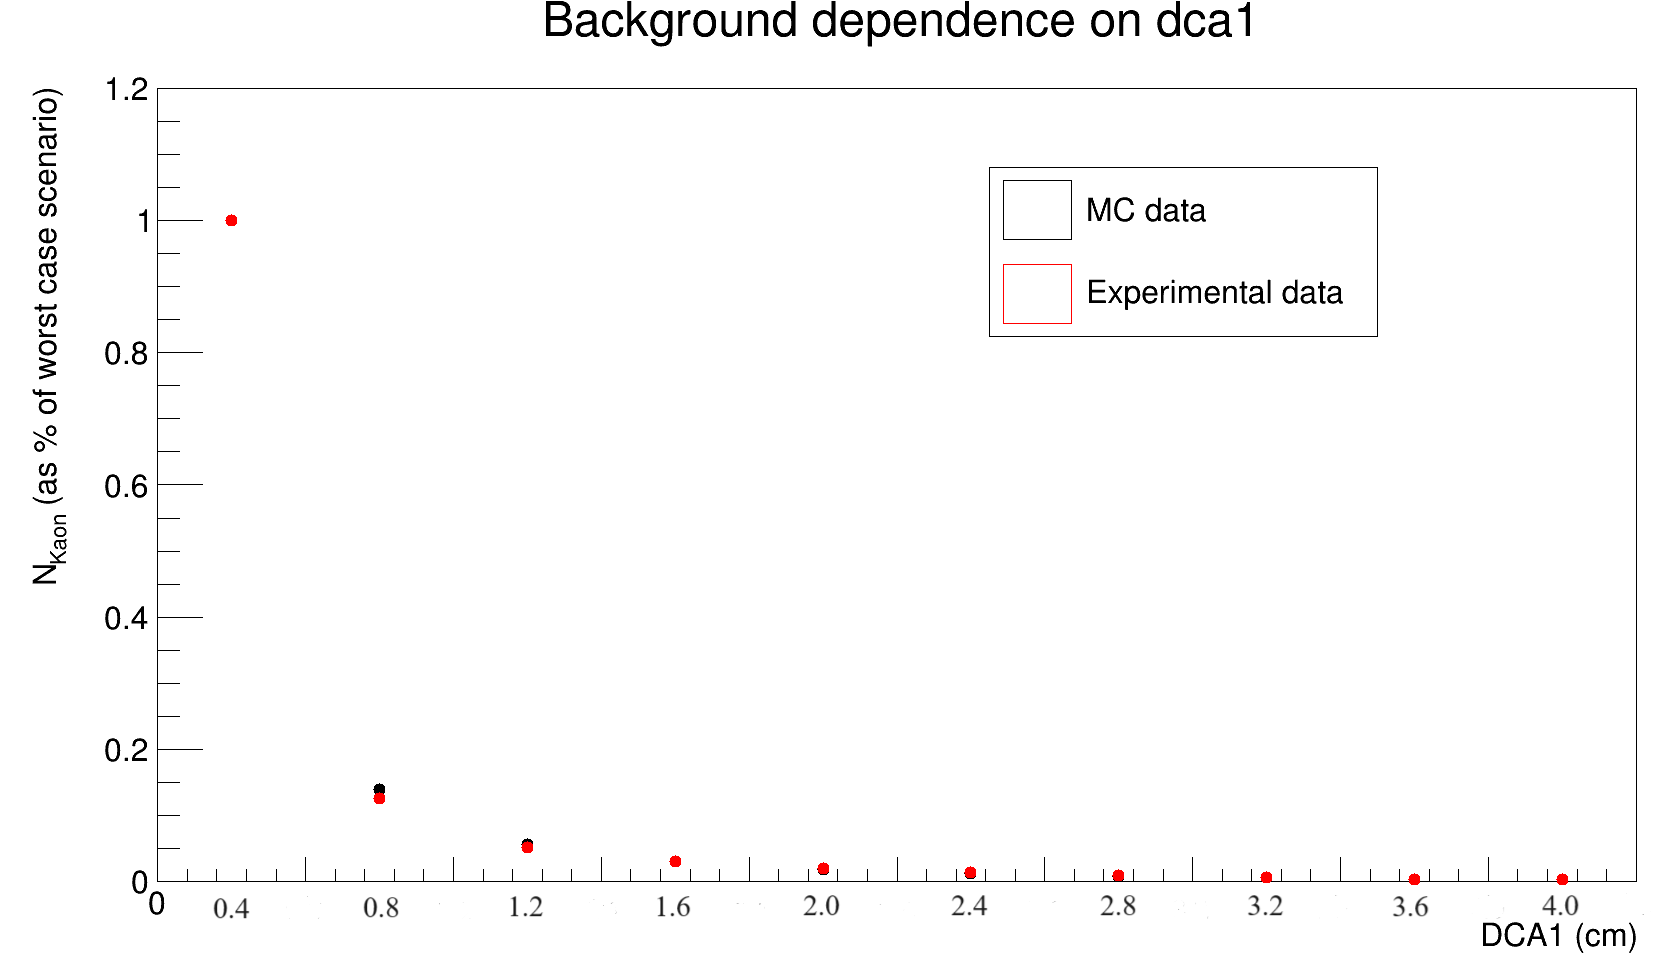 Background dependence on dca1
N_Kaon (as % of worst case scenario)
1.2
1
0.8
0.6
0.4
0.2
0
MC data
Experimental data
0 0.4 0.8 1.2 1.6 2.0 2.4 2.8 3.2 3.6 4.0
DCA1 (cm)